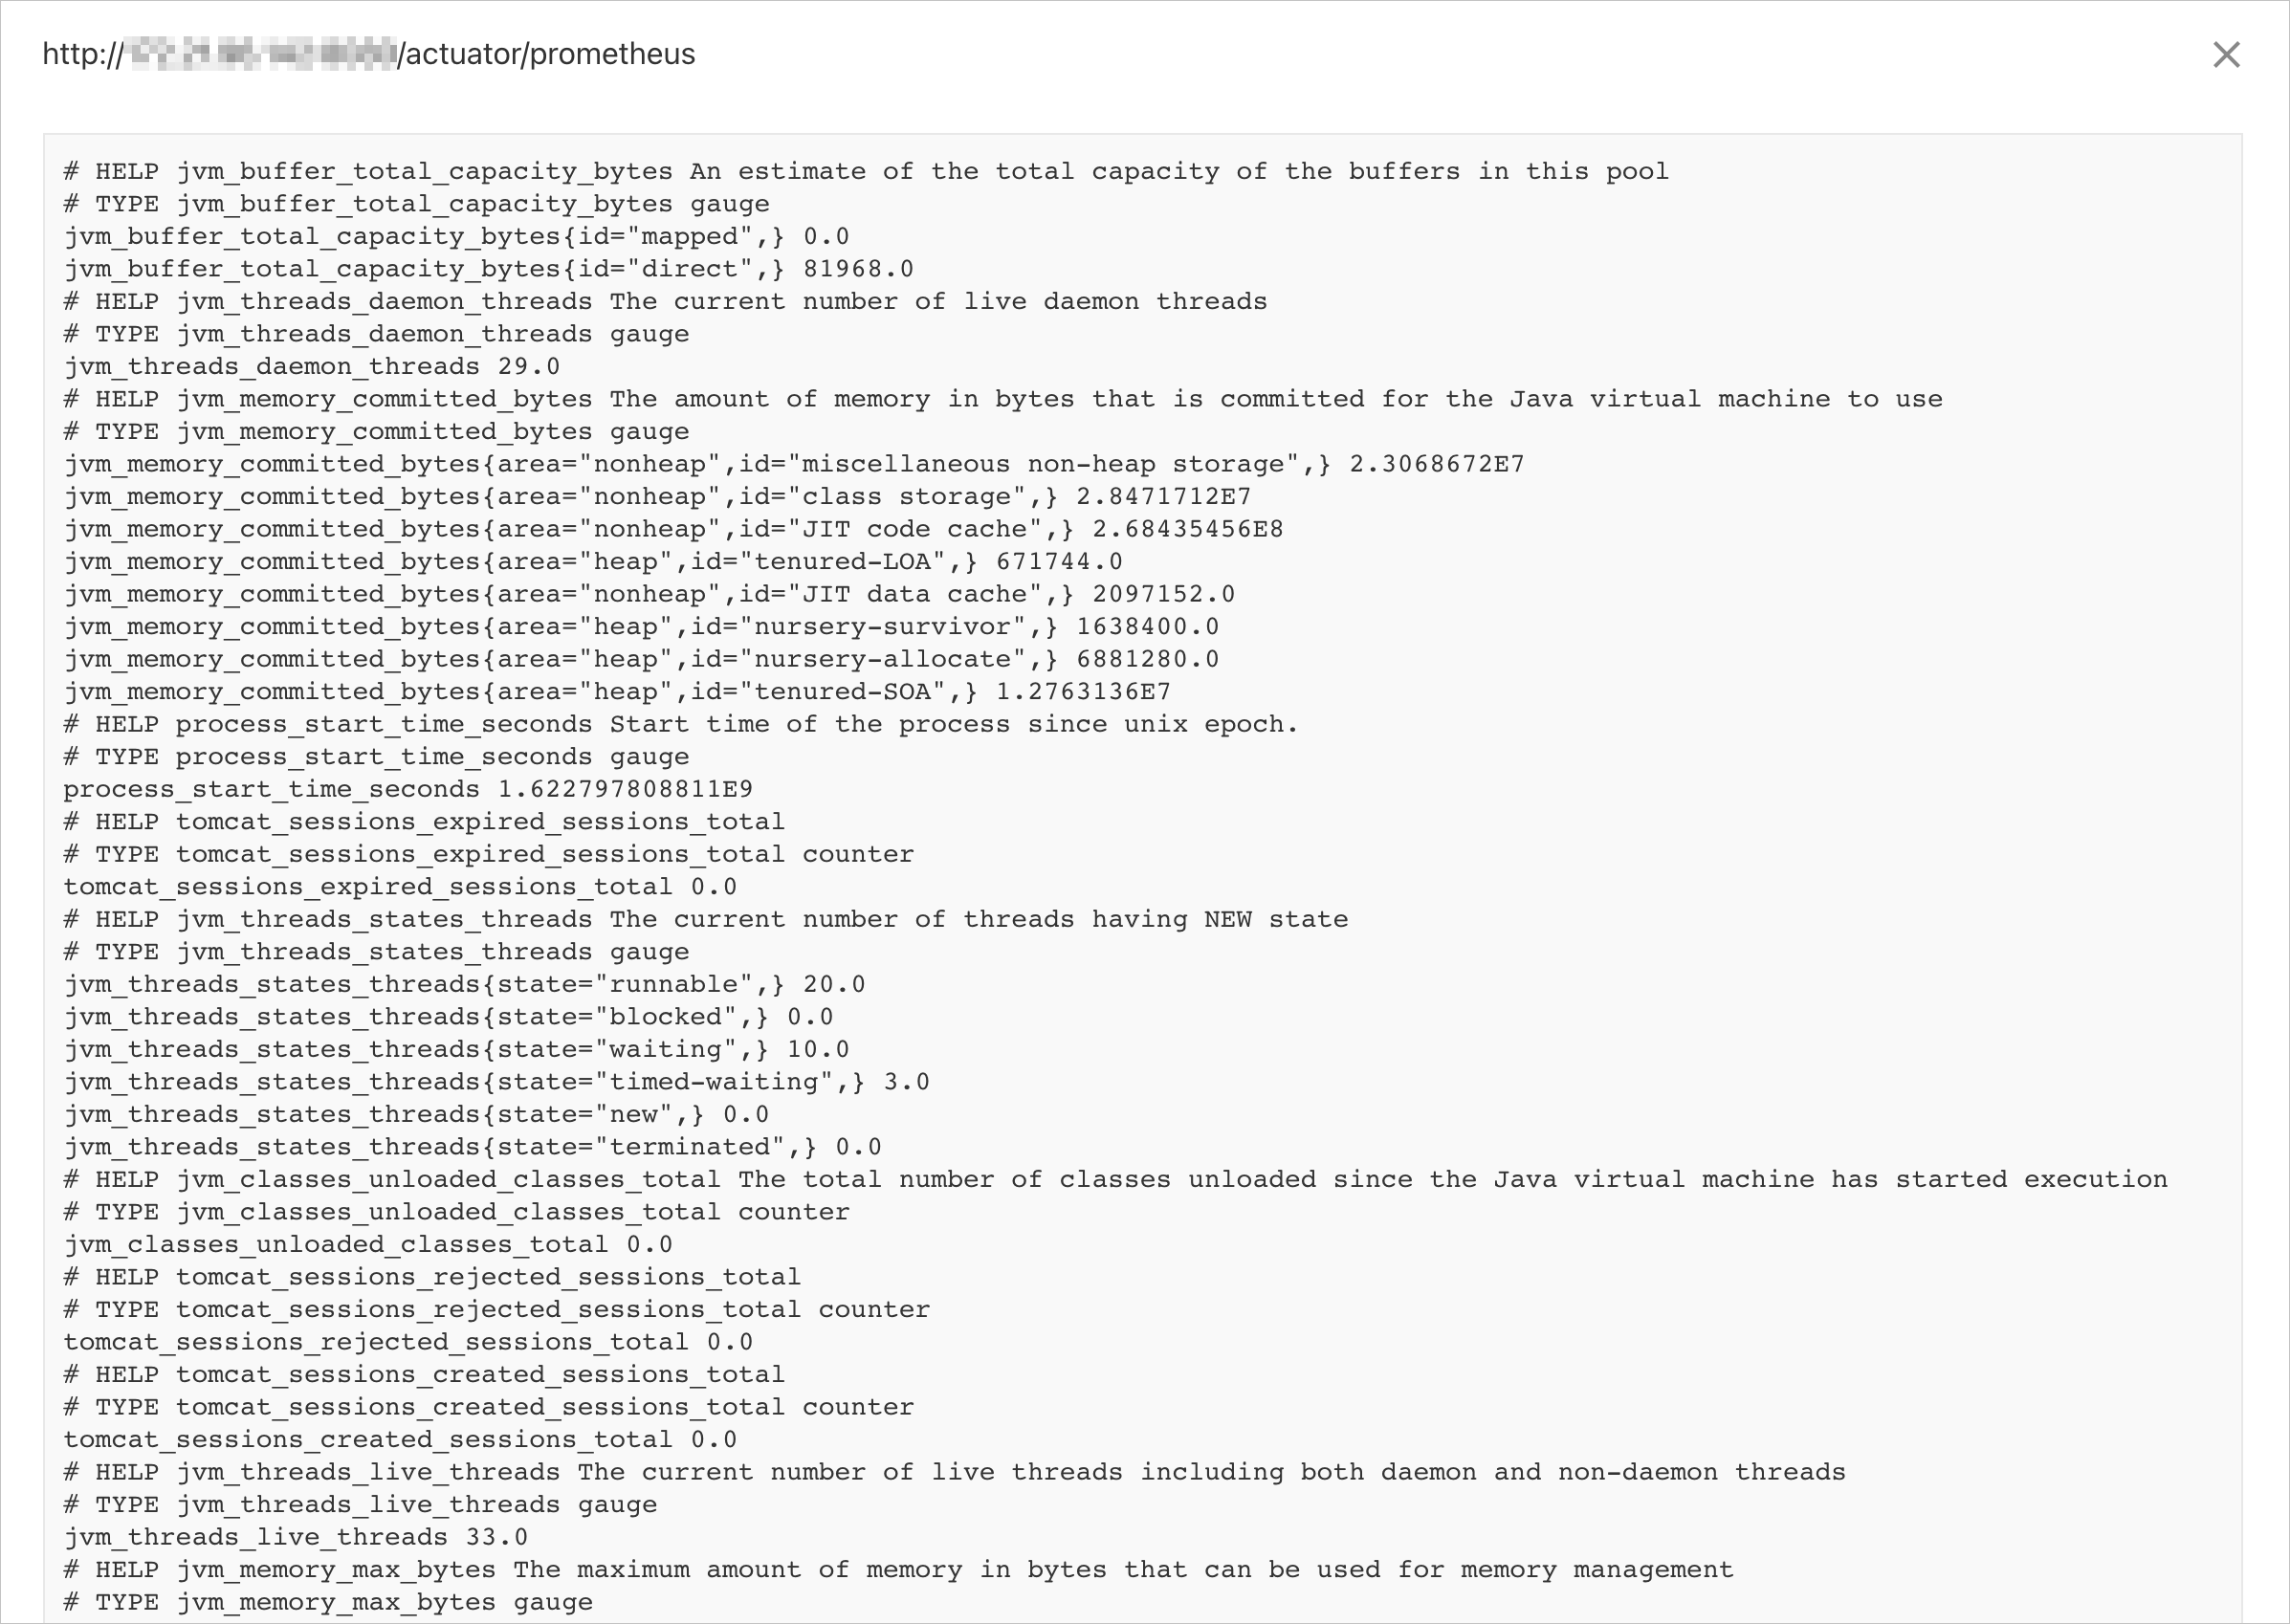 http:// /actuator/prometheus
# HELP jvm_buffer_total_capacity_bytes An estimate of the total capacity of the buffers in this pool
# TYPE jvm_buffer_total_capacity_bytes gauge
jvm_buffer_total_capacity_bytes{id="mapped",} 0.0
jvm_buffer_total_capacity_bytes{id="direct",} 81968.0
# HELP jvm_threads_daemon_threads The current number of live daemon threads
# TYPE jvm_threads_daemon_threads gauge
jvm_threads_daemon_threads 29.0
# HELP jvm_memory_committed_bytes The amount of memory in bytes that is committed for the Java virtual machine to use
# TYPE jvm_memory_committed_bytes gauge
jvm_memory_committed_bytes{area="nonheap",id="miscellaneous non-heap storage",} 2.3068672E7
jvm_memory_committed_bytes{area="nonheap",id="class storage",} 2.8471712E7
jvm_memory_committed_bytes{area="nonheap",id="JIT code cache",} 2.68435456E8
jvm_memory_committed_bytes{area="heap",id="tenured-LOA",} 671744.0
jvm_memory_committed_bytes{area="nonheap",id="JIT data cache",} 2097152.0
jvm_memory_committed_bytes{area="heap",id="nursery-survivor",} 1638400.0
jvm_memory_committed_bytes{area="heap",id="nursery-allocate",} 6881280.0
jvm_memory_committed_bytes{area="heap",id="tenured-SOA",} 1.2763136E7
# HELP process_start_time_seconds Start time of the process since unix epoch.
# TYPE process_start_time_seconds gauge
process_start_time_seconds 1.622797808811E9
# HELP tomcat_sessions_expired_sessions_total
# TYPE tomcat_sessions_expired_sessions_total counter
tomcat_sessions_expired_sessions_total 0.0
# HELP jvm_threads_states_threads The current number of threads having NEW state
# TYPE jvm_threads_states_threads gauge
jvm_threads_states_threads{state="runnable",} 20.0
jvm_threads_states_threads{state="blocked",} 0.0
jvm_threads_states_threads{state="waiting",} 10.0
jvm_threads_states_threads{state="timed-waiting",} 3.0
jvm_threads_states_threads{state="new",} 0.0
jvm_threads_states_threads{state="terminated",} 0.0
# HELP jvm_classes_unloaded_classes_total The total number of classes unloaded since the Java virtual machine has started execution
# TYPE jvm_classes_unloaded_classes_total counter
jvm_classes_unloaded_classes_total 0.0
# HELP tomcat_sessions_rejected_sessions_total
# TYPE tomcat_sessions_rejected_sessions_total counter
tomcat_sessions_rejected_sessions_total 0.0
# HELP tomcat_sessions_created_sessions_total
# TYPE tomcat_sessions_created_sessions_total counter
tomcat_sessions_created_sessions_total 0.0
# HELP jvm_threads_live_threads The current number of live threads including both daemon and non-daemon threads
# TYPE jvm_threads_live_threads gauge
jvm_threads_live_threads 33.0
# HELP jvm_memory_max_bytes The maximum amount of memory in bytes that can be used for memory management
# TYPE jvm_memory_max_bytes gauge